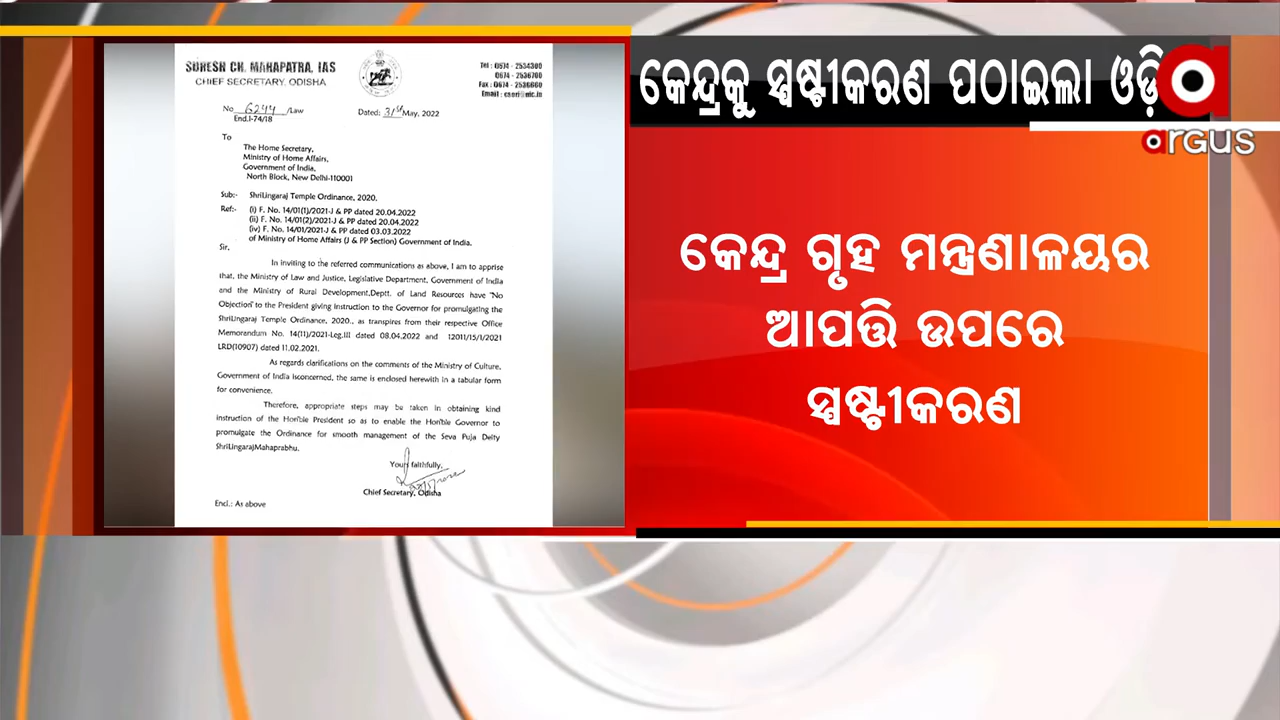 SURESH CH. MAHAPATRA, IAS
CHIEF SECRETARY, ODISHA
Tel : 0674 - 2534300
0674 - 2536700
Fax : 0674 - 2536660
Email :
No 6244 /Law
End.I-74/18
Dated: 31st May, 2022
To
The Home Secretary,
Ministry of Home Affairs,
Government of India,
North Block, New Delhi-110001
Sub:- ShriLingaraj Temple Ordinance, 2020.
Ref:- (i) F. No. 14/01(1)/2021-J & PP dated 20.04.2022
(ii) F. No. 14/01(2)/2021-J & PP dated 20.04.2022
(iv) F. No. 14/01/2021-J & PP dated 03.03.2022
of Ministry of Home Affairs (J & PP Section) Government of India.
Sir,
In inviting to the referred communications as above, I am to apprise
that, the Ministry of Law and Justice, Legislative Department, Government of India
and the Ministry of Rural Development,Deptt. of Land Resources have "No
Objection" to the President giving instruction to the Governor for promulgating the
ShriLingaraj Temple Ordinance, 2020., as transpires from their respective Office
Memorandum No. 14(11)/2021-Leg.III dated 08.04.2022 and 12011/15/1/2021
LRD(10907) dated 11.02.2021.
As regards clarifications on the comments of the Ministry of Culture,
Government of India isconcerned, the same is enclosed herewith in a tabular form
for convenience.
Therefore, appropriate steps may be taken in obtaining kind
instruction of the Hon'ble President so as to enable the Hon'ble Governor to
promulgate the Ordinance for smooth management of the Seva Puja Deity
ShriLingarajMahaprabhu.
Yours faithfully,
Chief Secretary, Odisha
Encl.: As above
କେନ୍ଦ୍ରକୁ ସ୍ପଷ୍ଟୀକରଣ ପଠାଇଲା ଓଡ଼ି
argus
କେନ୍ଦ୍ର ଗୃହ ମନ୍ତ୍ରଣାଳୟର
ଆପତ୍ତି ଉପରେ
ସ୍ପଷ୍ଟୀକରଣ